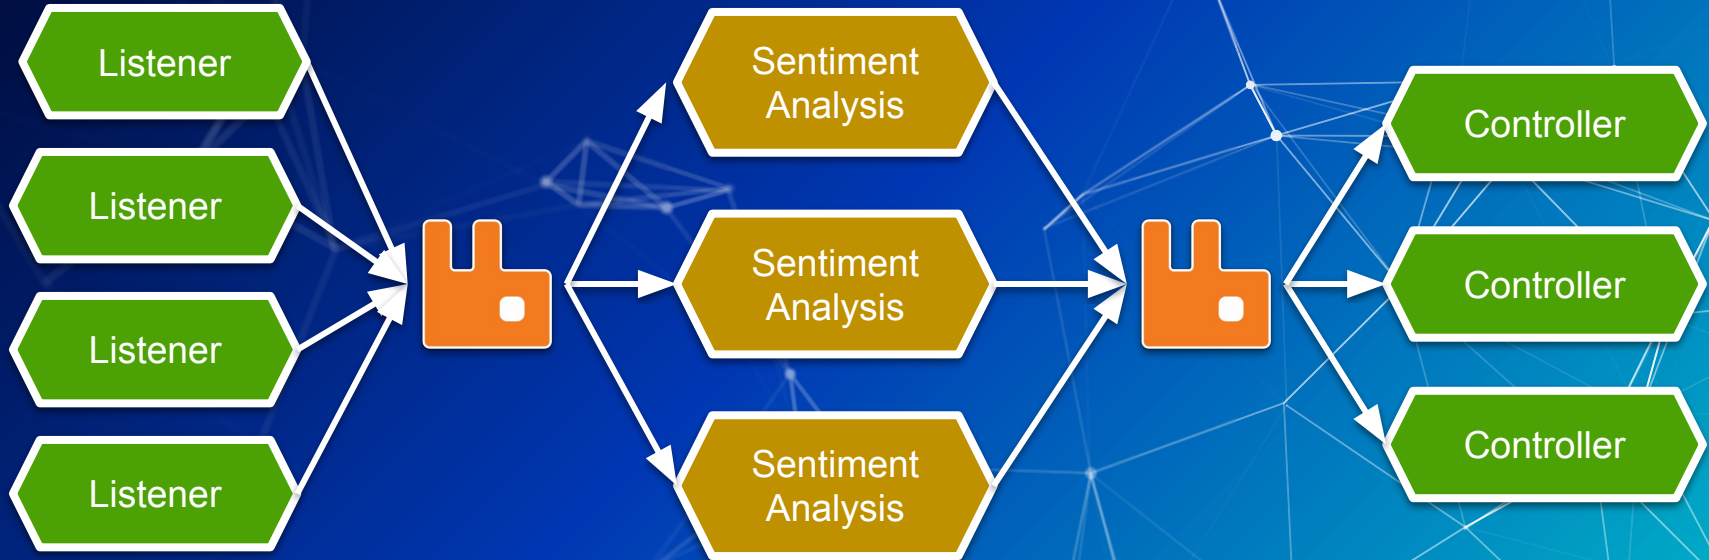 Listener
Listener
Listener
Listener
Sentiment
Analysis
Sentiment
Analysis
Sentiment
Analysis
Controller
Controller
Controller